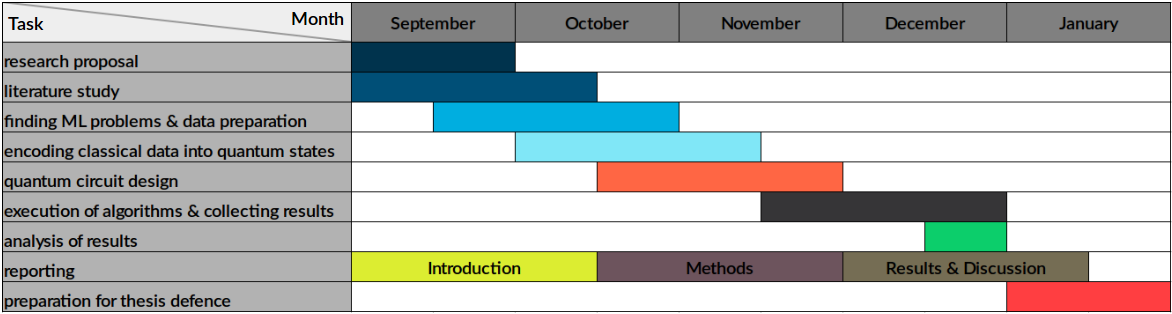 Task Month September October November December January
research proposal
literature study
finding ML problems & data preparation
encoding classical data into quantum states
quantum circuit design
execution of algorithms & collecting results
analysis of results
reporting Introduction Methods Results & Discussion
preparation for thesis defence